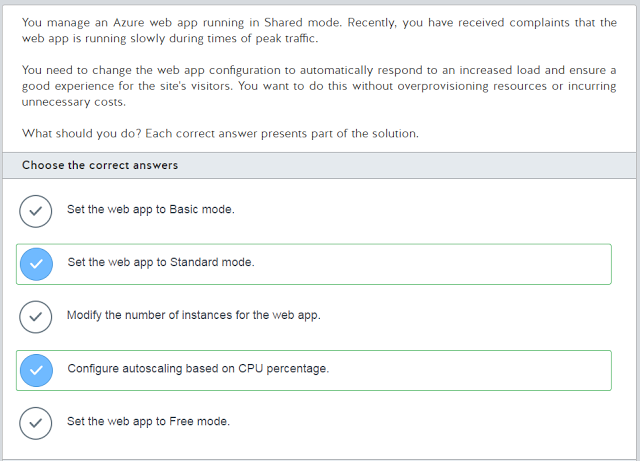 You manage an Azure web app running in Shared mode. Recently, you have received complaints that the
web app is running slowly during times of peak traffic.
You need to change the web app configuration to automatically respond to an increased load and ensure a
good experience for the site's visitors. You want to do this without overprovisioning resources or incurring
unnecessary costs.
What should you do? Each correct answer presents part of the solution.
Choose the correct answers
Set the web app to Basic mode.
Set the web app to Standard mode.
Modify the number of instances for the web app.
Configure autoscaling based on CPU percentage.
Set the web app to Free mode.